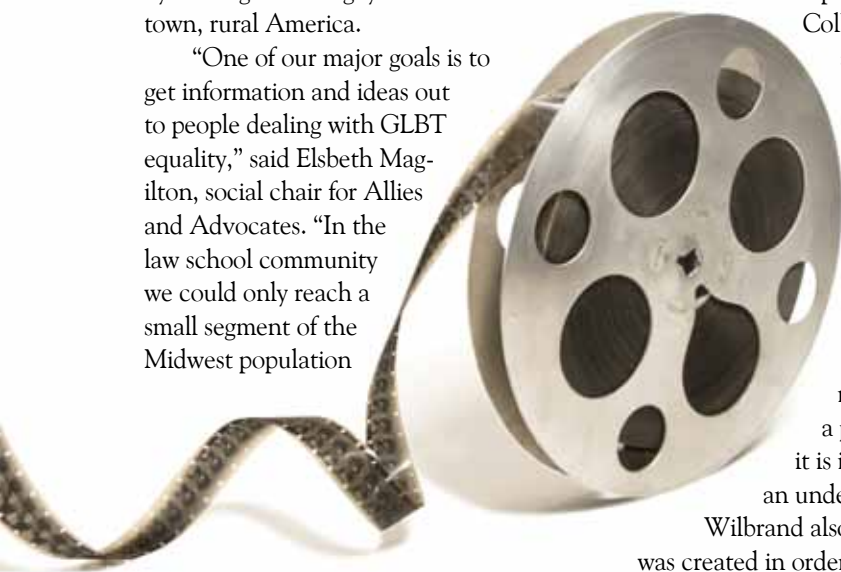 town, rural America.
“One of our major goals is to
get information and ideas out
to people dealing with GLBT
equality,” said Elsbeth Mag-
ilton, social chair for Allies
and Advocates. “In the
law school community
we could only reach a
small segment of the
Midwest population
it is
an unde
Wilbrand also
was created in order